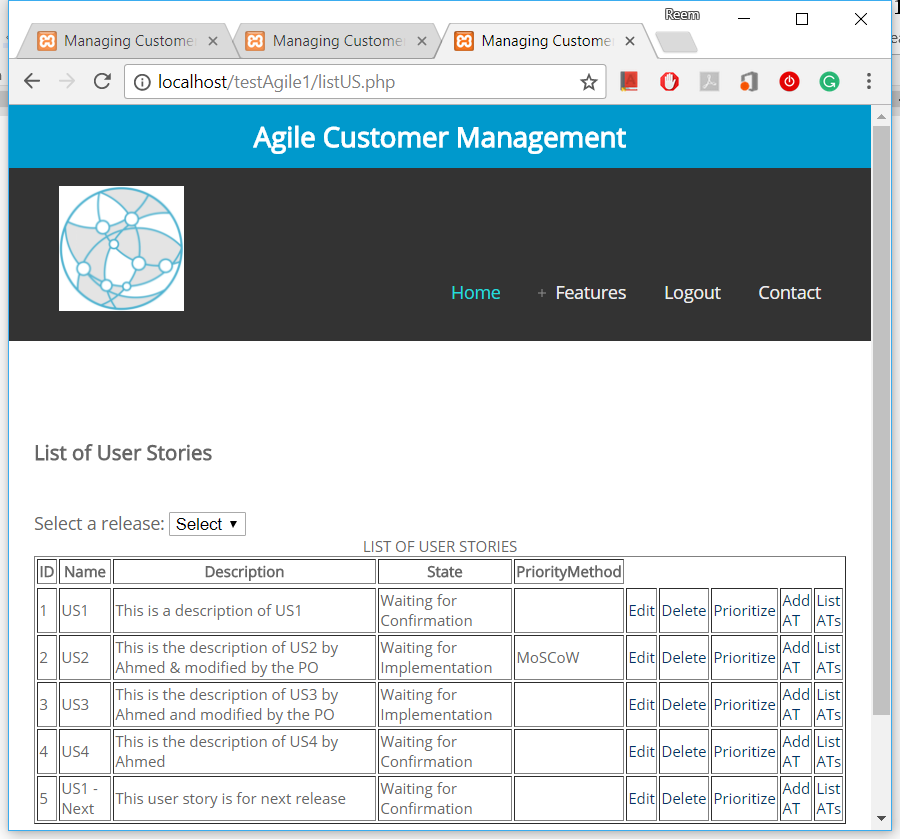 Reem
Managing Custome
Managing Custome
Managing Custome
localhost/testAgile1/listUS.php
Agile Customer Management
Home + Features Logout Contact
List of User Stories
Select a release: Select
LIST OF USER STORIES
ID Name Description State PriorityMethod
1 US1 This is a description of US1 Waiting for Confirmation Edit Delete Prioritize Add AT List ATs
2 US2 This is the description of US2 by Ahmed & modified by the PO Waiting for Implementation MoSCoW Edit Delete Prioritize Add AT List ATs
3 US3 This is the description of US3 by Ahmed and modified by the PO Waiting for Implementation Edit Delete Prioritize Add AT List ATs
4 US4 This is the description of US4 by Ahmed Waiting for Confirmation Edit Delete Prioritize Add AT List ATs
5 US1 - Next This user story is for next release Waiting for Confirmation Edit Delete Prioritize Add AT List ATs